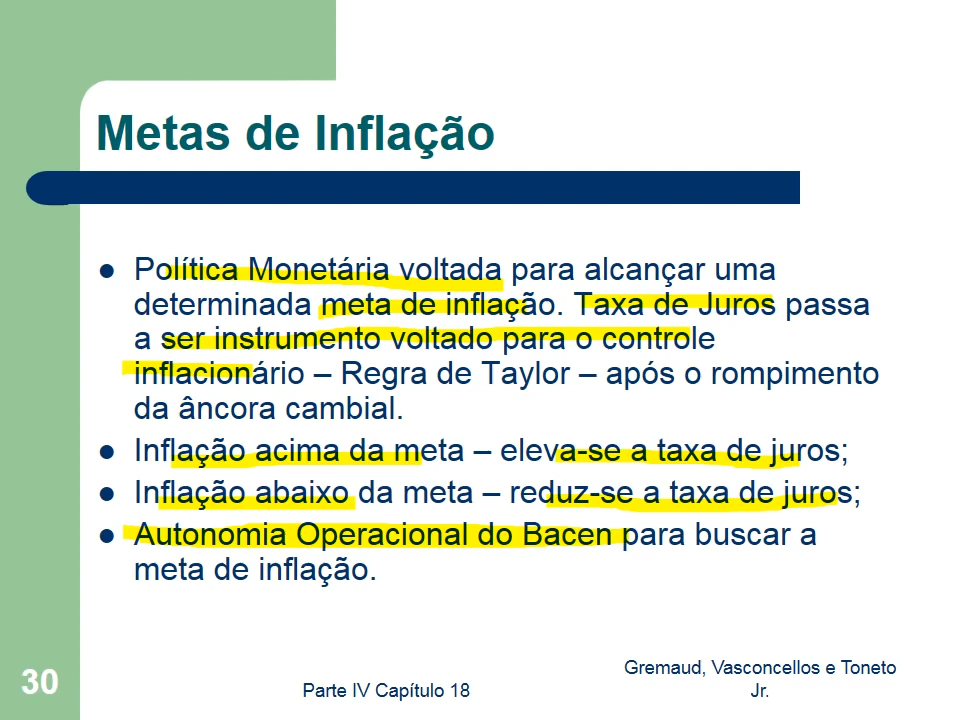 Metas de Inflação
● Política Monetária voltada para alcançar uma
determinada meta de inflação. Taxa de Juros passa
a ser instrumento voltado para o controle
inflacionário – Regra de Taylor – após o rompimento
da âncora cambial.
● Inflação acima da meta – eleva-se a taxa de juros;
● Inflação abaixo da meta – reduz-se a taxa de juros;
● Autonomia Operacional do Bacen para buscar a
meta de inflação.
30
Parte IV Capítulo 18
Gremaud, Vasconcellos e Toneto
Jr.